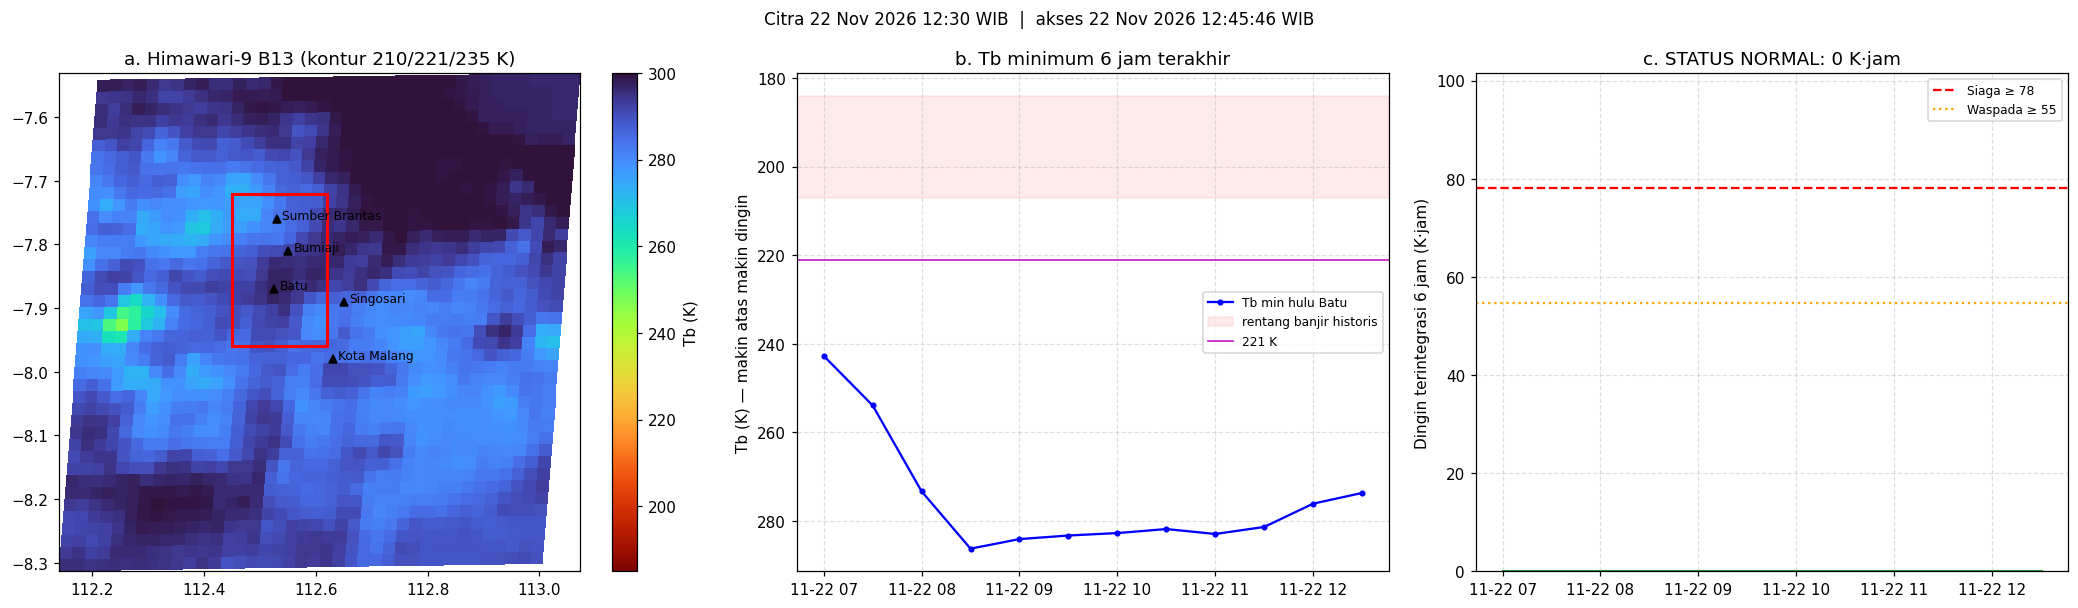 Citra 22 Nov 2026 12:30 WIB | akses 22 Nov 2026 12:45:46 WIB
a. Himawari-9 B13 (kontur 210/221/235 K)
−7.6
−7.7
−7.8
−7.9
−8.0
−8.1
−8.2
−8.3
112.2
112.4
112.6
112.8
113.0
Sumber Brantas
Bumiaji
Batu
Singosari
Kota Malang
300
280
260
240
220
200
Tb (K)
b. Tb minimum 6 jam terakhir
Tb (K) — makin atas makin dingin
180
200
220
240
260
280
Tb min hulu Batu
rentang banjir historis
221 K
11-22 07
11-22 08
11-22 09
11-22 10
11-22 11
11-22 12
c. STATUS NORMAL: 0 K·jam
Dingin terintegrasi 6 jam (K·jam)
100
80
60
40
20
0
Siaga ≥ 78
Waspada ≥ 55
11-22 07
11-22 08
11-22 09
11-22 10
11-22 11
11-22 12